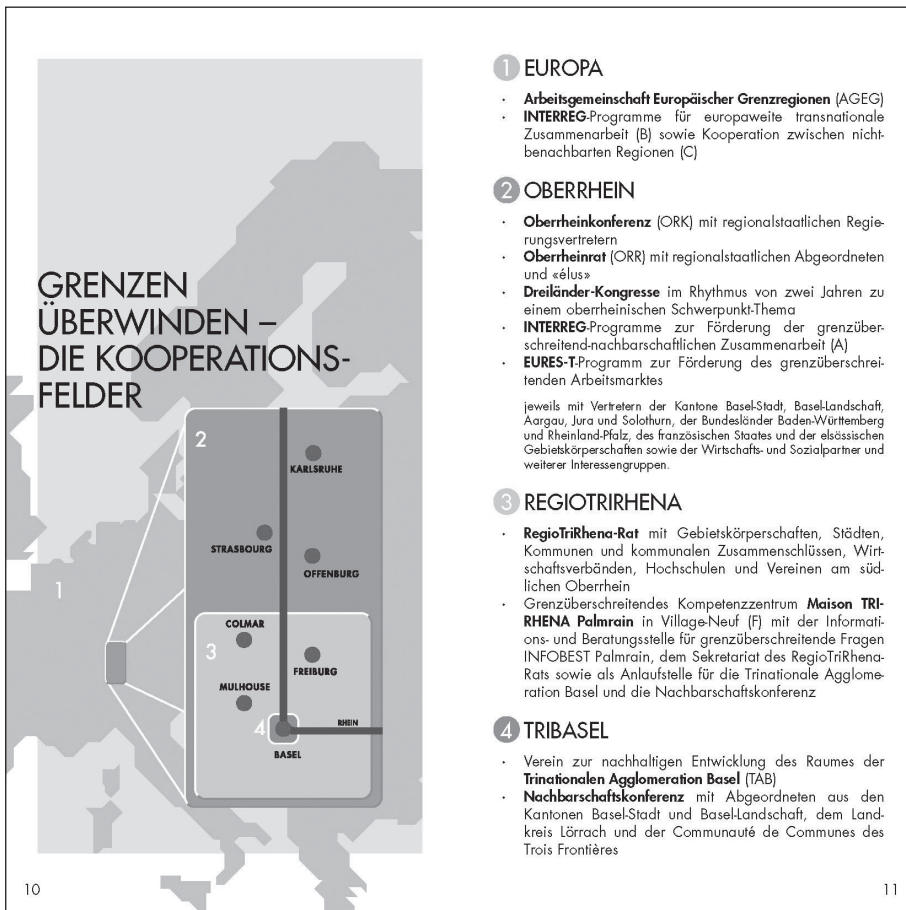 GRENZEN
ÜBERWINDEN –
DIE KOOPERATIONS-
FELDER
1
2
KARLSRUHE
STRASBOURG
OFFENBURG
3
COLMAR
FREIBURG
MULHOUSE
4
RHEIN
BASEL
10
1 EUROPA
· Arbeitsgemeinschaft Europäischer Grenzregionen (AGEG)
· INTERREG-Programme für europaweite transnationale
Zusammenarbeit (B) sowie Kooperation zwischen nicht-
benachbarten Regionen (C)
2 OBERRHEIN
· Oberrheinkonferenz (ORK) mit regionalstaatlichen Regie-
rungsvertretern
· Oberrheinrat (ORR) mit regionalstaatlichen Abgeordneten
und «élus»
· Dreiländer-Kongresse im Rhythmus von zwei Jahren zu
einem oberrheinischen Schwerpunkt-Thema
· INTERREG-Programme zur Förderung der grenzüber-
schreitend-nachbarschaftlichen Zusammenarbeit (A)
· EURES-T-Programm zur Förderung des grenzüberschrei-
tenden Arbeitsmarktes
jeweils mit Vertretern der Kantone Basel-Stadt, Basel-Landschaft,
Aargau, Jura und Solothurn, der Bundesländer Baden-Württemberg
und Rheinland-Pfalz, des französischen Staates und der elsässischen
Gebietskörperschaften sowie der Wirtschafts- und Sozialpartner und
weiterer Interessengruppen.
3 REGIOTRIRHENA
· RegioTriRhena-Rat mit Gebietskörperschaften, Städten,
Kommunen und kommunalen Zusammenschlüssen, Wirt-
schaftsverbänden, Hochschulen und Vereinen am süd-
lichen Oberrhein
· Grenzüberschreitendes Kompetenzzentrum Maison TRI-
RHENA Palmrain in Village-Neuf (F) mit der Informati-
ons- und Beratungsstelle für grenzüberschreitende Fragen
INFOBEST Palmrain, dem Sekretariat des RegioTriRhena-
Rats sowie als Anlaufstelle für die Trinationale Agglome-
ration Basel und die Nachbarschaftskonferenz
4 TRIBASEL
· Verein zur nachhaltigen Entwicklung des Raumes der
Trinationalen Agglomeration Basel (TAB)
· Nachbarschaftskonferenz mit Abgeordneten aus den
Kantonen Basel-Stadt und Basel-Landschaft, dem Land-
kreis Lörrach und der Communauté de Communes des
Trois Frontières
11